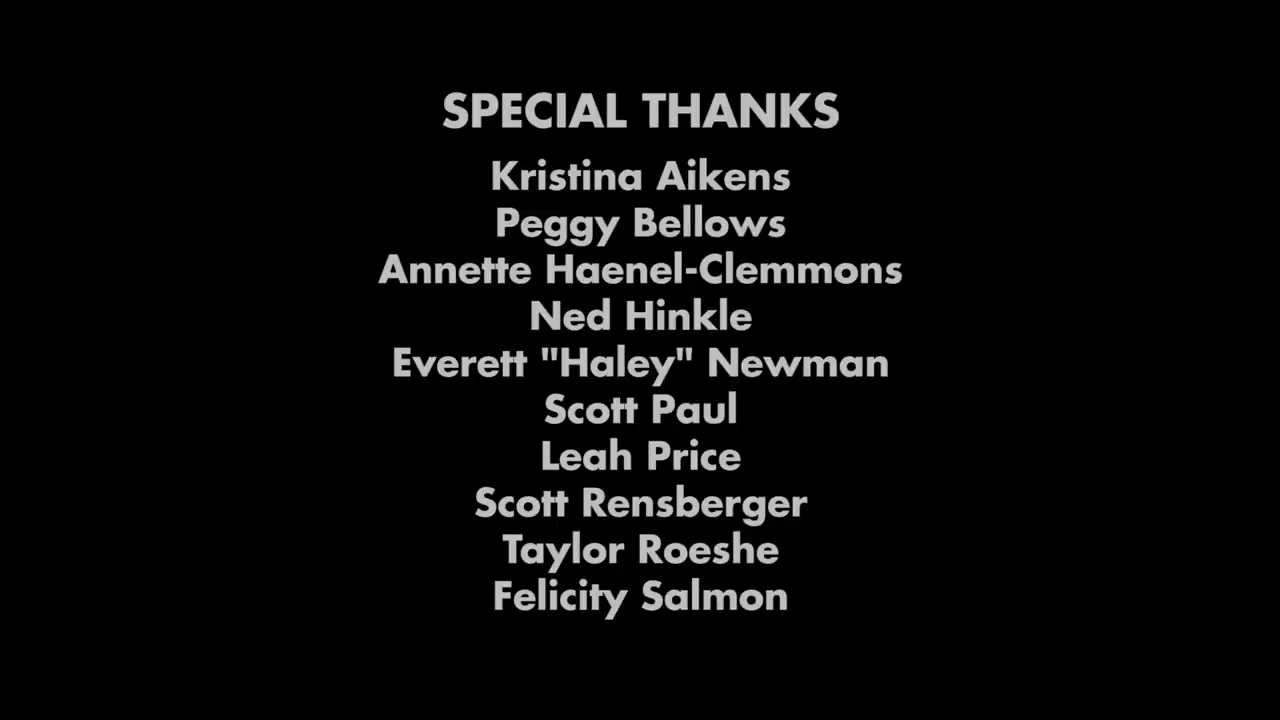 SPECIAL THANKS
Kristina Aikens
Peggy Bellows
Annette Haenel-Clemmons
Ned Hinkle
Everett "Haley" Newman
Scott Paul
Leah Price
Scott Rensberger
Taylor Roeshe
Felicity Salmon